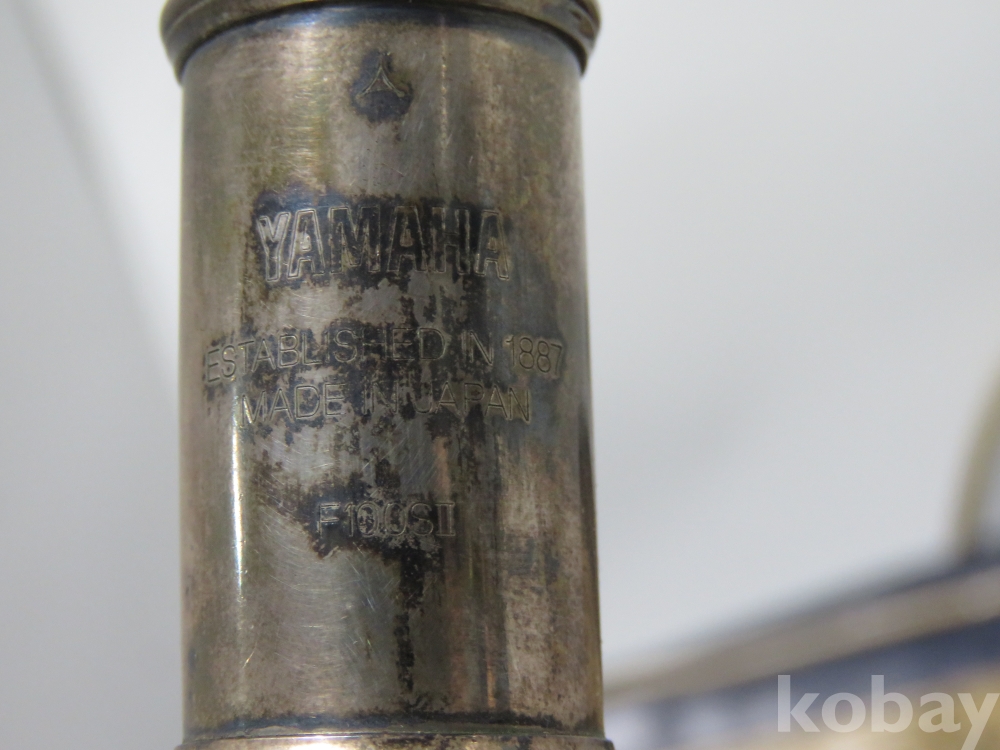 YAMAHA
ESTABLISHED IN 1887
MADE IN JAPAN
F100SII
kobay